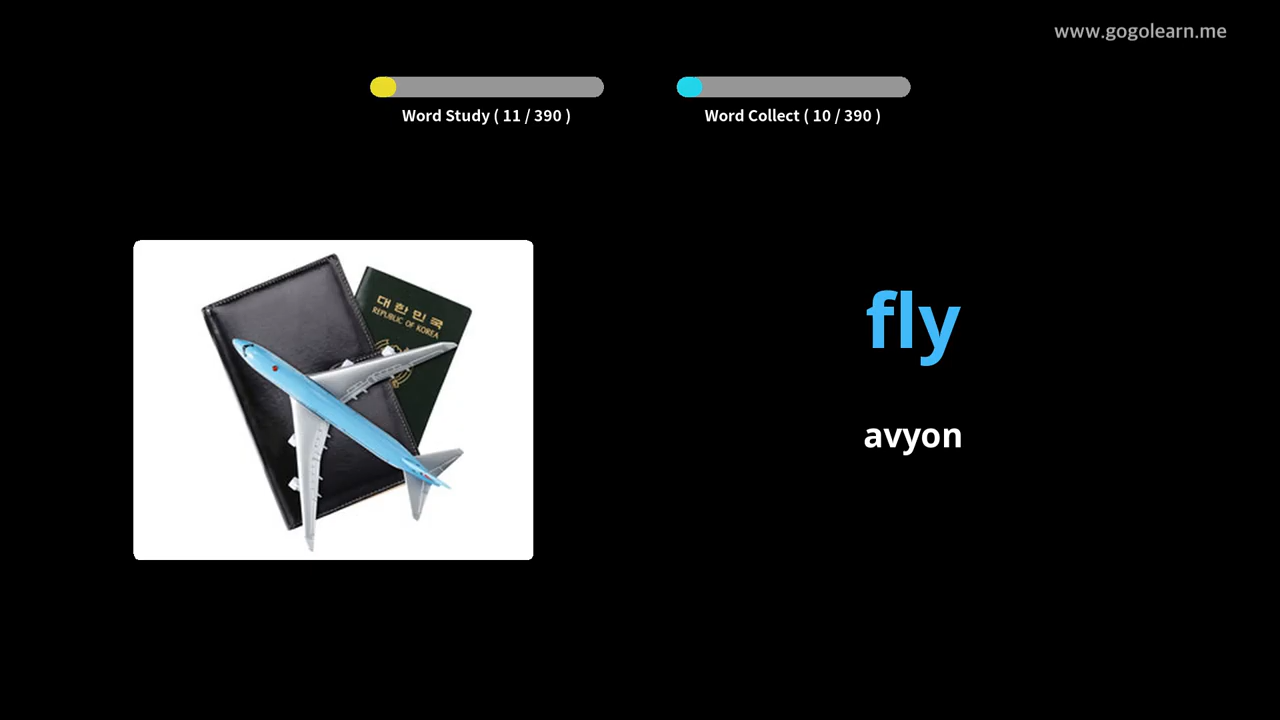 www.gogolearn.me
Word Study ( 11 / 390 )
Word Collect ( 10 / 390 )
대한민국
REPUBLIC OF KOREA
fly
avyon